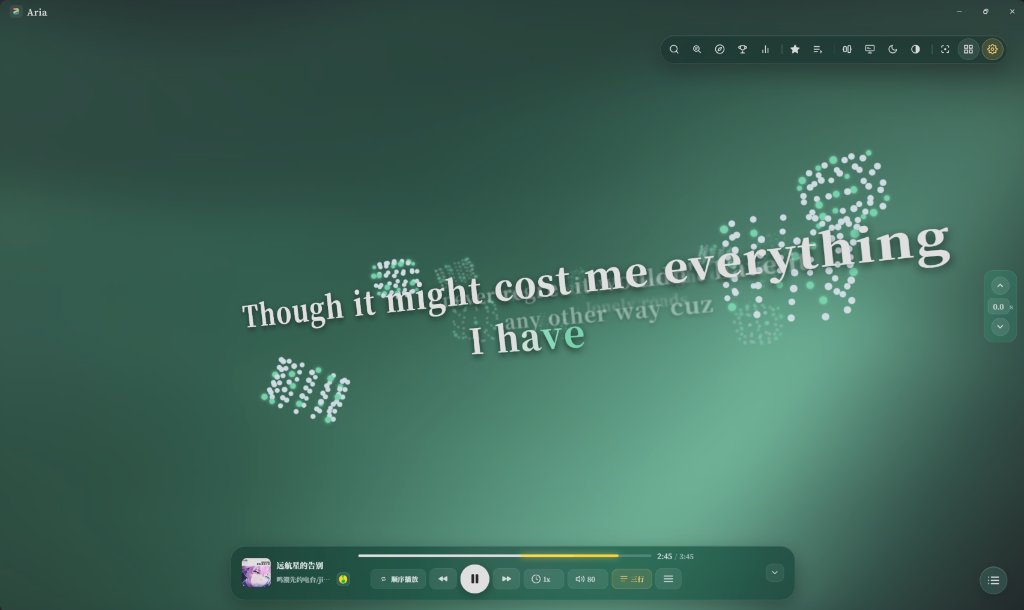 Aria
Though it might cost me everything
any other way cuz
I have
0.0 s
2:45 / 3:45
远航星的告别
顺序播放
1x
80
三行